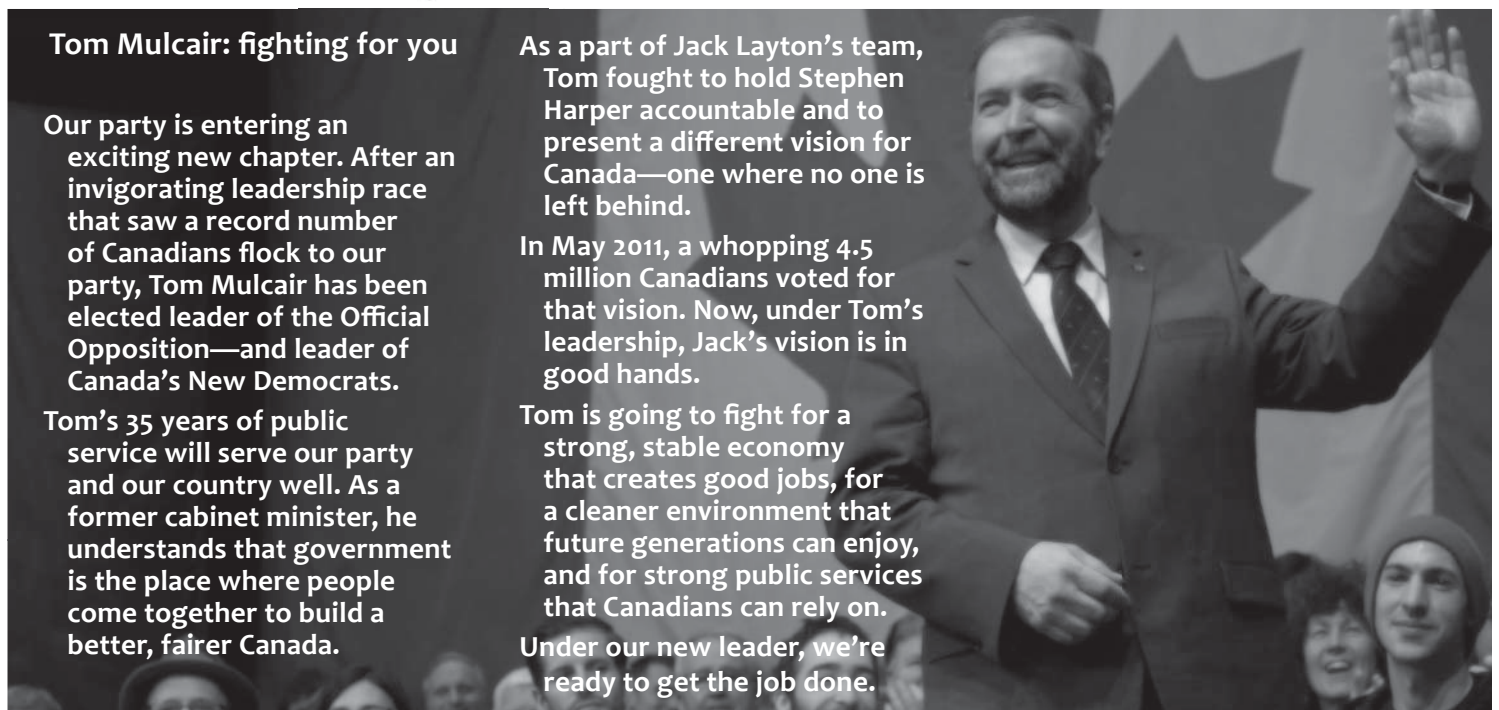 Tom Mulcair: fighting for you
Our party is entering an
exciting new chapter. After an
invigorating leadership race
that saw a record number
of Canadians flock to our
party, Tom Mulcair has been
elected leader of the Official
Opposition—and leader of
Canada’s New Democrats.
Tom’s 35 years of public
service will serve our party
and our country well. As a
former cabinet minister, he
understands that government
is the place where people
come together to build a
better, fairer Canada.
As a part of Jack Layton’s team,
Tom fought to hold Stephen
Harper accountable and to
present a different vision for
Canada—one where no one is
left behind.
In May 2011, a whopping 4.5
million Canadians voted for
that vision. Now, under Tom’s
leadership, Jack’s vision is in
good hands.
Tom is going to fight for a
strong, stable economy
that creates good jobs, for
a cleaner environment that
future generations can enjoy,
and for strong public services
that Canadians can rely on.
Under our new leader, we’re
ready to get the job done.